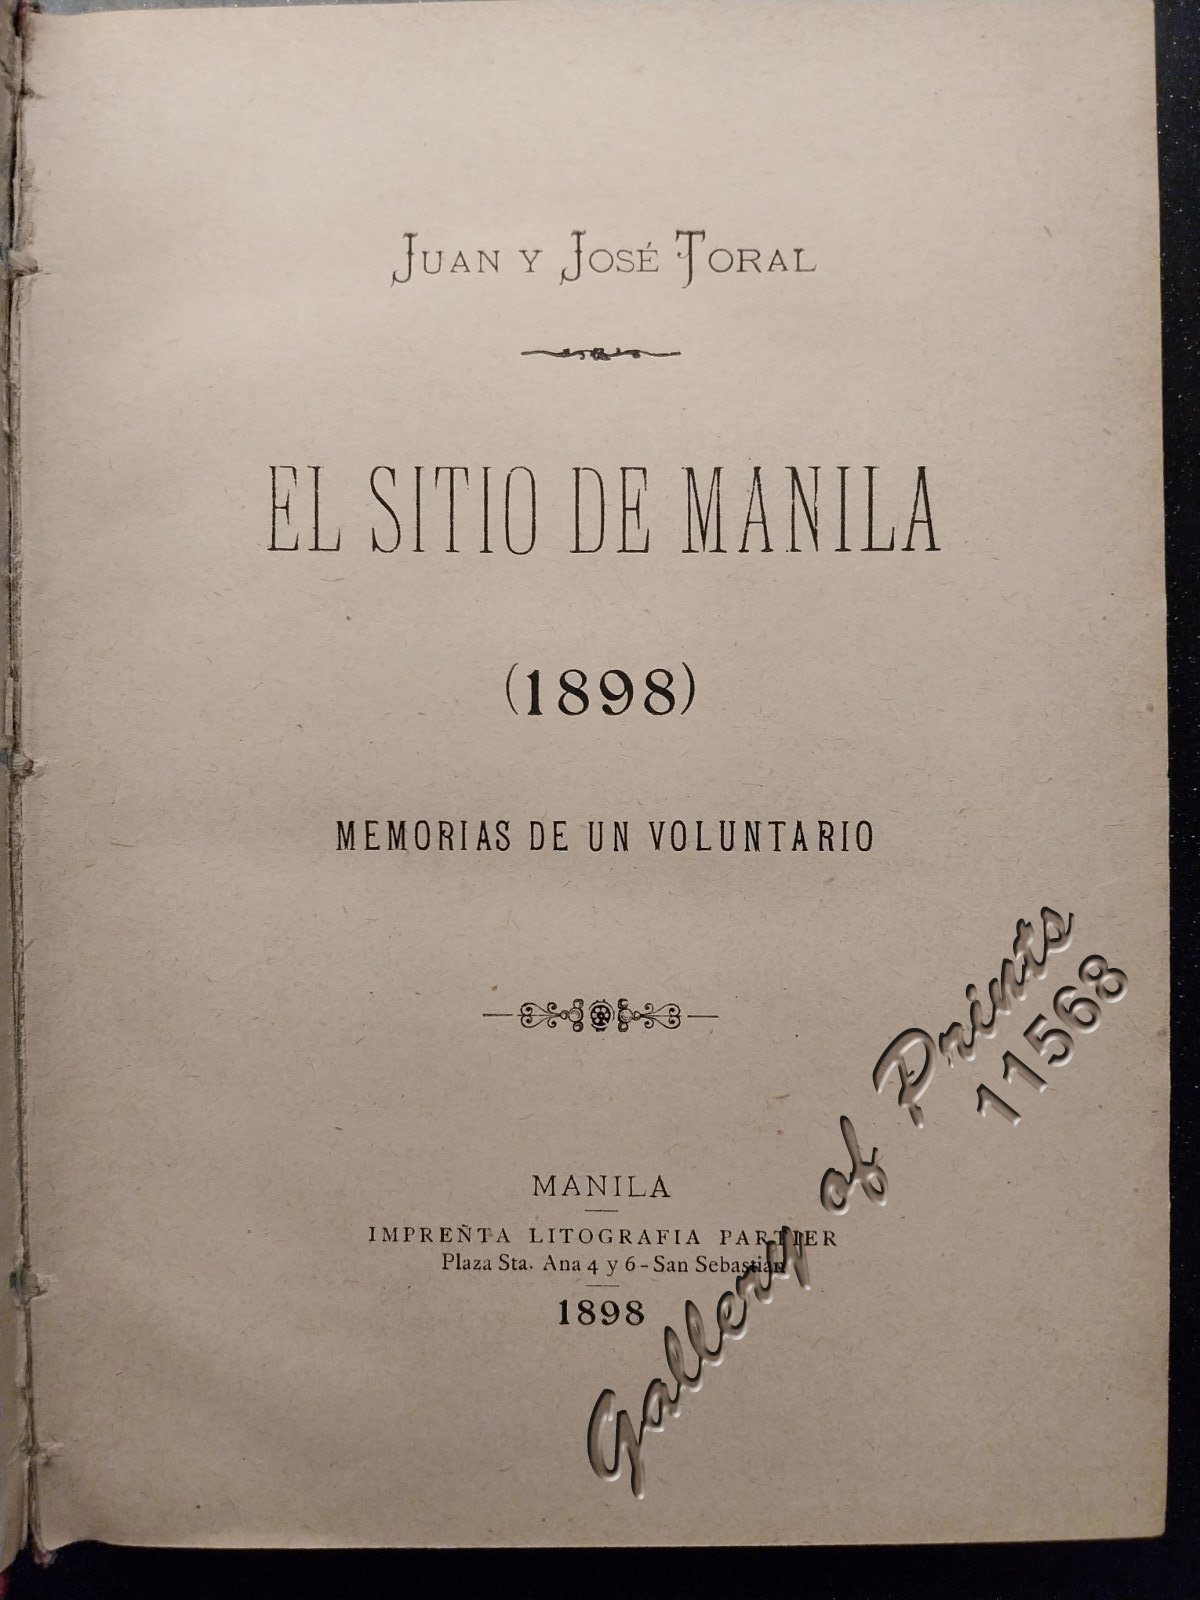 JUAN Y JOSÉ TORAL
EL SITIO DE MANILA
(1898)
MEMORIAS DE UN VOLUNTARIO
MANILA
IMPREÑTA LITOGRAFIA PARTIER
Plaza Sta. Ana 4 y 6 - San Sebastián
1898
Gallery of Prints
11568